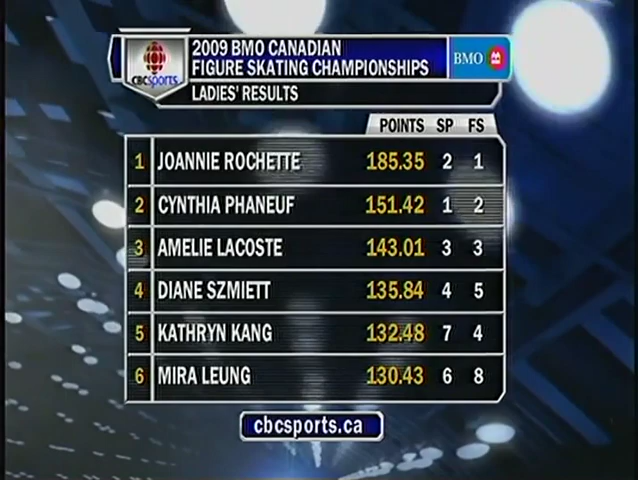 2009 BMO CANADIAN
FIGURE SKATING CHAMPIONSHIPS
BMO
cbcsports
LADIES' RESULTS
POINTS SP FS
1 JOANNIE ROCHETTE 185.35 2 1
2 CYNTHIA PHANEUF 151.42 1 2
3 AMELIE LACOSTE 143.01 3 3
4 DIANE SZMIETT 135.84 4 5
5 KATHRYN KANG 132.48 7 4
6 MIRA LEUNG 130.43 6 8
cbcsports.ca